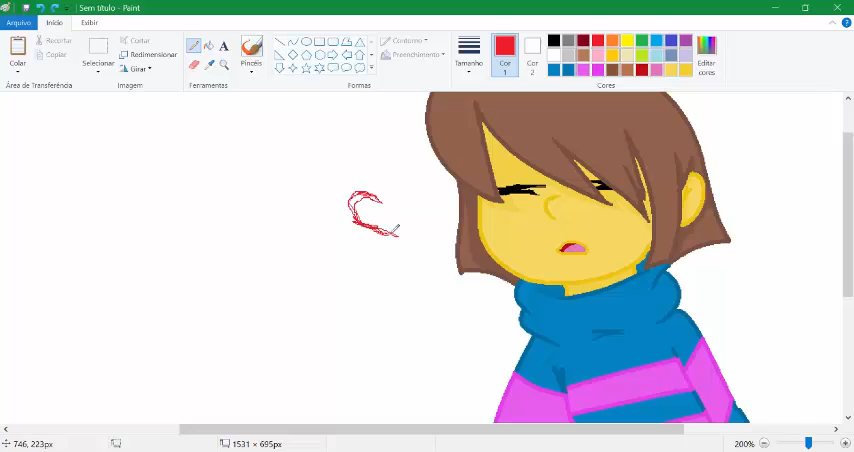 Sem título - Paint
Arquivo Início Exibir
Colar
Recortar
Copiar
Área de Transferência
Selecionar
Cortar
Redimensionar
Girar
Imagem
A
Ferramentas
Pincéis
Formas
Contorno
Preenchimento
Tamanho
Cor
1
Cor
2
Editar
cores
Cores
746, 223px
1531 × 695px
200%